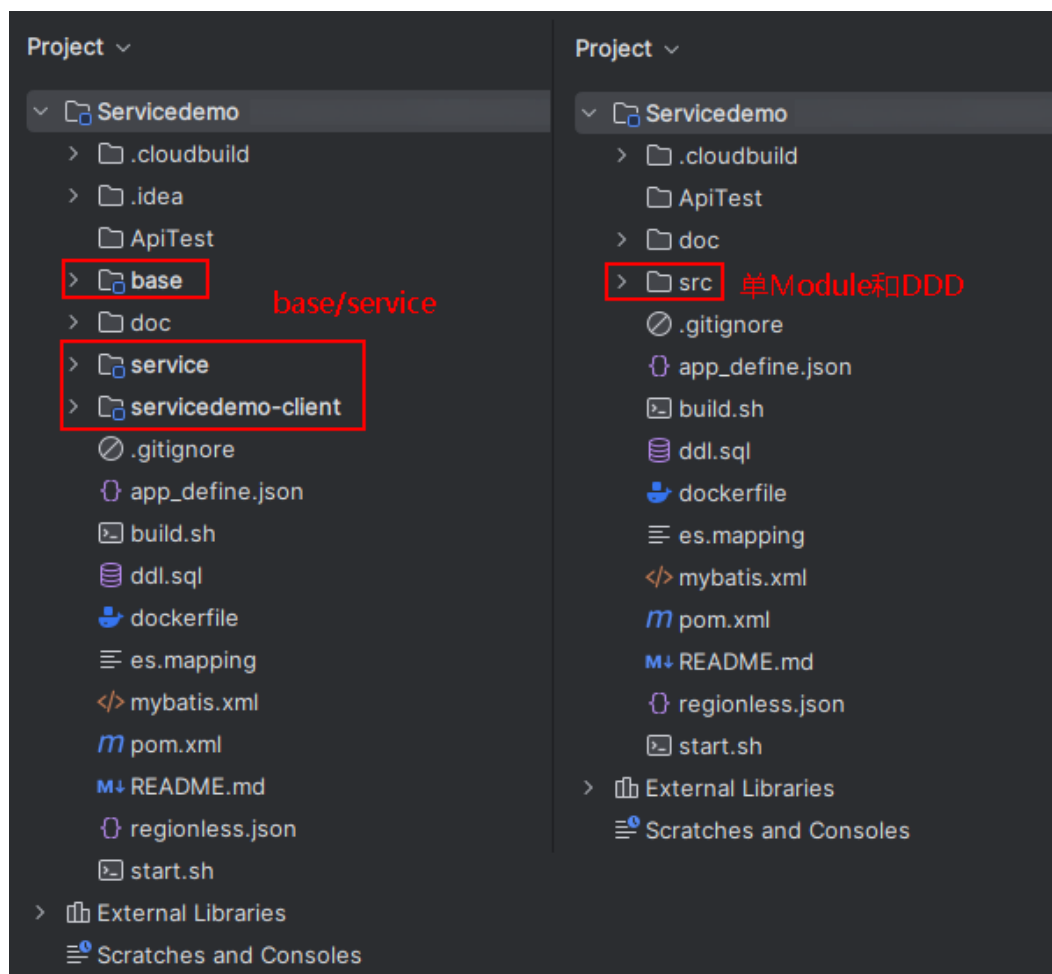 Project
Servicedemo
.cloudbuild
.idea
ApiTest
base
base/service
doc
service
servicedemo-client
.gitignore
app_define.json
build.sh
ddl.sql
dockerfile
es.mapping
mybatis.xml
pom.xml
README.md
regionless.json
start.sh
External Libraries
Scratches and Consoles
Project
Servicedemo
.cloudbuild
ApiTest
doc
src 单Module和DDD
.gitignore
app_define.json
build.sh
ddl.sql
dockerfile
es.mapping
mybatis.xml
pom.xml
README.md
regionless.json
start.sh
External Libraries
Scratches and Consoles